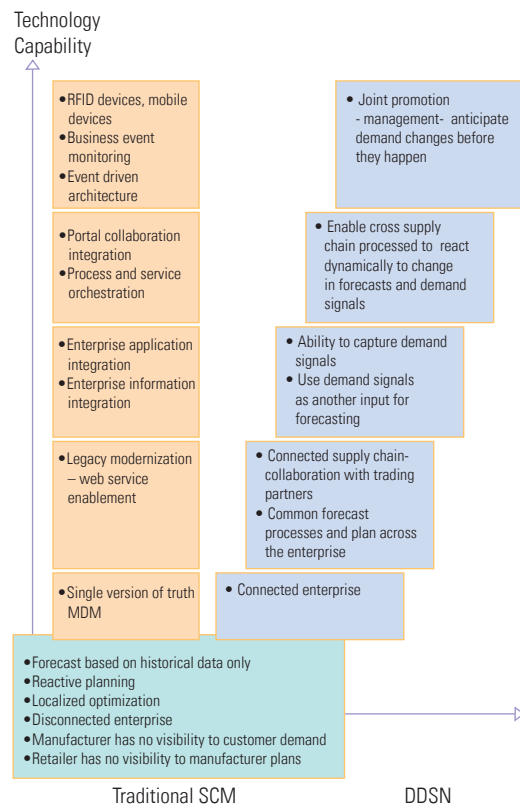 Technology
Capability
•RFID devices, mobile
devices
•Business event
monitoring
•Event driven
architecture
• Joint promotion
- management- anticipate
demand changes before
they happen
•Portal collaboration
integration
•Process and service
orchestration
• Enable cross supply
chain processed to react
dynamically to change
in forecasts and demand
signals
•Enterprise application
integration
•Enterprise information
integration
• Ability to capture demand
signals
• Use demand signals
as another input for
forecasting
•Legacy modernization
– web service
enablement
• Connected supply chain-
collaboration with trading
partners
• Common forecast
processes and plan across
the enterprise
•Single version of truth
MDM
• Connected enterprise
•Forecast based on historical data only
•Reactive planning
•Localized optimization
•Disconnected enterprise
•Manufacturer has no visibility to customer demand
•Retailer has no visibility to manufacturer plans
Traditional SCM
DDSN